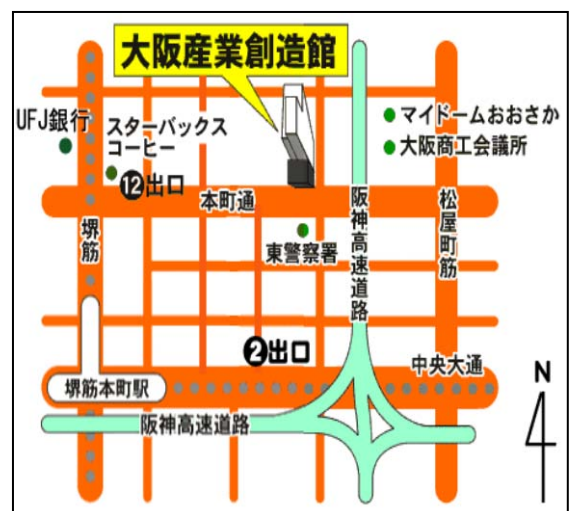 大阪産業創造館
UFJ銀行
スターバックス
コーヒー
⓬出口
本町通
堺筋
マイドームおおさか
大阪商工会議所
東警察署
阪神高速道路
松屋町筋
❷出口
中央大通
堺筋本町駅
阪神高速道路
N